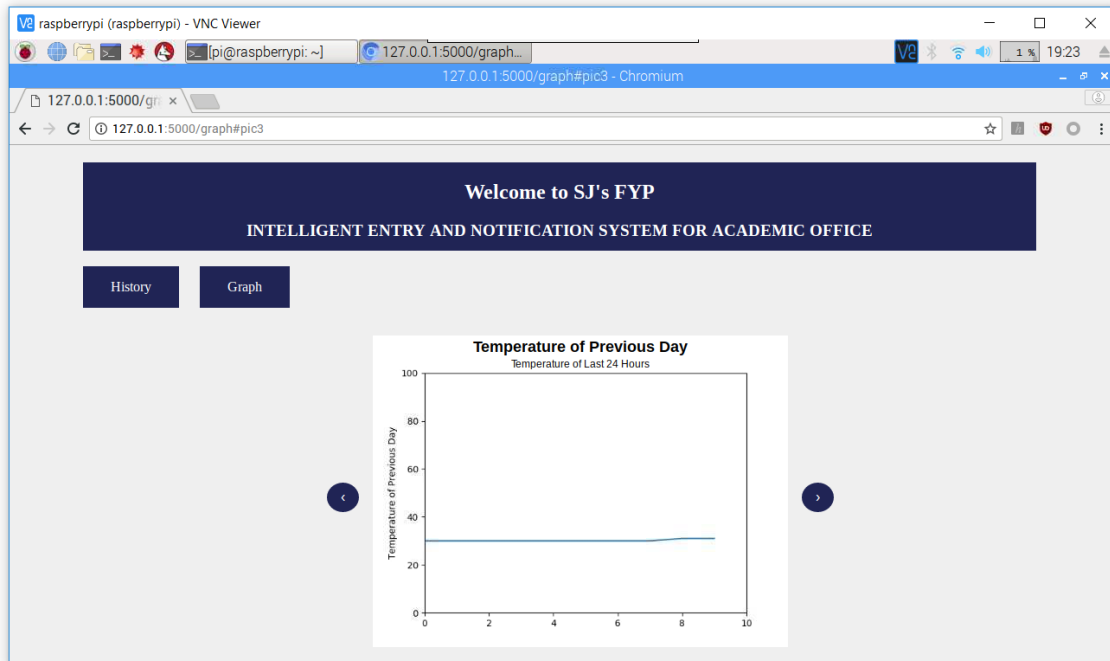 raspberrypi (raspberrypi) - VNC Viewer
[pi@raspberrypi: ~] 127.0.0.1:5000/graph... 1 % 19:23
127.0.0.1:5000/graph#pic3 - Chromium
127.0.0.1:5000/gr
127.0.0.1:5000/graph#pic3
Welcome to SJ's FYP
INTELLIGENT ENTRY AND NOTIFICATION SYSTEM FOR ACADEMIC OFFICE
History Graph
Temperature of Previous Day
Temperature of Last 24 Hours
Temperature of Previous Day
100
80
60
40
20
0
0 2 4 6 8 10